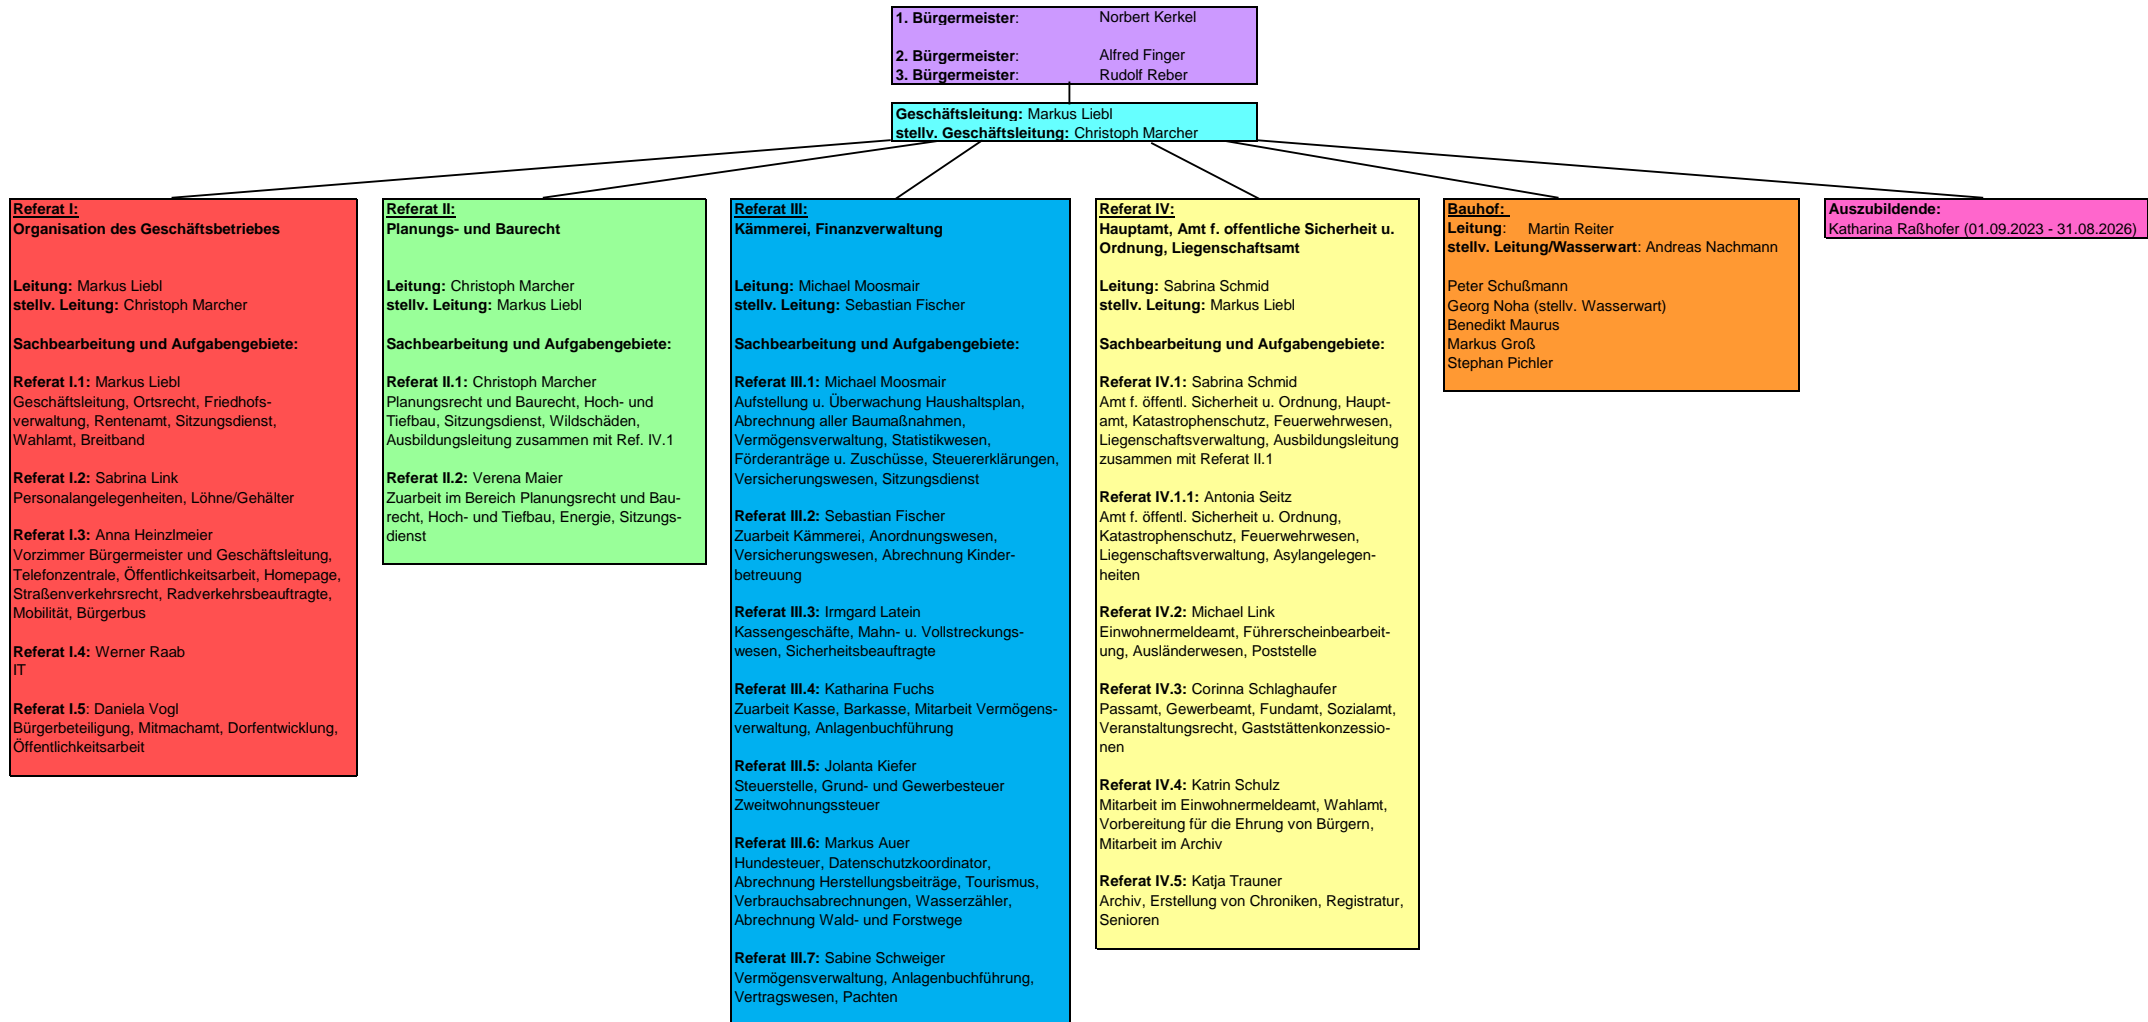 1. Bürgermeister: Norbert Kerkel
2. Bürgermeister: Alfred Finger
3. Bürgermeister: Rudolf Reber
Geschäftsleitung: Markus Liebl
stellv. Geschäftsleitung: Christoph Marcher
Referat I:
Organisation des Geschäftsbetriebes
Leitung: Markus Liebl
stellv. Leitung: Christoph Marcher
Sachbearbeitung und Aufgabengebiete:
Referat I.1: Markus Liebl
Geschäftsleitung, Ortsrecht, Friedhofs-
verwaltung, Rentenamt, Sitzungsdienst,
Wahlamt, Breitband
Referat I.2: Sabrina Link
Personalangelegenheiten, Löhne/Gehälter
Referat I.3: Anna Heinzlmeier
Vorzimmer Bürgermeister und Geschäftsleitung,
Telefonzentrale, Öffentlichkeitsarbeit, Homepage,
Straßenverkehrsrecht, Radverkehrsbeauftragte,
Mobilität, Bürgerbus
Referat I.4: Werner Raab
IT
Referat I.5: Daniela Vogl
Bürgerbeteiligung, Mitmachamt, Dorfentwicklung,
Öffentlichkeitsarbeit
Referat II:
Planungs- und Baurecht
Leitung: Christoph Marcher
stellv. Leitung: Markus Liebl
Sachbearbeitung und Aufgabengebiete:
Referat II.1: Christoph Marcher
Planungsrecht und Baurecht, Hoch- und
Tiefbau, Sitzungsdienst, Wildschäden,
Ausbildungsleitung zusammen mit Ref. IV.1
Referat II.2: Verena Maier
Zuarbeit im Bereich Planungsrecht und Bau-
recht, Hoch- und Tiefbau, Energie, Sitzungs-
dienst
Referat III:
Kämmerei, Finanzverwaltung
Leitung: Michael Moosmair
stellv. Leitung: Sebastian Fischer
Sachbearbeitung und Aufgabengebiete:
Referat III.1: Michael Moosmair
Aufstellung u. Überwachung Haushaltsplan,
Abrechnung aller Baumaßnahmen,
Vermögensverwaltung, Statistikwesen,
Förderanträge u. Zuschüsse, Steuererklärungen,
Versicherungswesen, Sitzungsdienst
Referat III.2: Sebastian Fischer
Zuarbeit Kämmerei, Anordnungswesen,
Versicherungswesen, Abrechnung Kinder-
betreuung
Referat III.3: Irmgard Latein
Kassengeschäfte, Mahn- u. Vollstreckungs-
wesen, Sicherheitsbeauftragte
Referat III.4: Katharina Fuchs
Zuarbeit Kasse, Barkasse, Mitarbeit Vermögens-
verwaltung, Anlagenbuchführung
Referat III.5: Jolanta Kiefer
Steuerstelle, Grund- und Gewerbesteuer
Zweitwohnungssteuer
Referat III.6: Markus Auer
Hundesteuer, Datenschutzkoordinator,
Abrechnung Herstellungsbeiträge, Tourismus,
Verbrauchsabrechnungen, Wasserzähler,
Abrechnung Wald- und Forstwege
Referat III.7: Sabine Schweiger
Vermögensverwaltung, Anlagenbuchführung,
Vertragswesen, Pachten
Referat IV:
Hauptamt, Amt f. offentliche Sicherheit u.
Ordnung, Liegenschaftsamt
Leitung: Sabrina Schmid
stellv. Leitung: Markus Liebl
Sachbearbeitung und Aufgabengebiete:
Referat IV.1: Sabrina Schmid
Amt f. öffentl. Sicherheit u. Ordnung, Haupt-
amt, Katastrophenschutz, Feuerwehrwesen,
Liegenschaftsverwaltung, Ausbildungsleitung
zusammen mit Referat II.1
Referat IV.1.1: Antonia Seitz
Amt f. öffentl. Sicherheit u. Ordnung,
Katastrophenschutz, Feuerwehrwesen,
Liegenschaftsverwaltung, Asylangelegen-
heiten
Referat IV.2: Michael Link
Einwohnermeldeamt, Führerscheinbearbeit-
ung, Ausländerwesen, Poststelle
Referat IV.3: Corinna Schlaghaufer
Passamt, Gewerbeamt, Fundamt, Sozialamt,
Veranstaltungsrecht, Gaststättenkonzessio-
nen
Referat IV.4: Katrin Schulz
Mitarbeit im Einwohnermeldeamt, Wahlamt,
Vorbereitung für die Ehrung von Bürgern,
Mitarbeit im Archiv
Referat IV.5: Katja Trauner
Archiv, Erstellung von Chroniken, Registratur,
Senioren
Bauhof:
Leitung: Martin Reiter
stellv. Leitung/Wasserwart: Andreas Nachmann
Peter Schußmann
Georg Noha (stellv. Wasserwart)
Benedikt Maurus
Markus Groß
Stephan Pichler
Auszubildende:
Katharina Raßhofer (01.09.2023 - 31.08.2026)